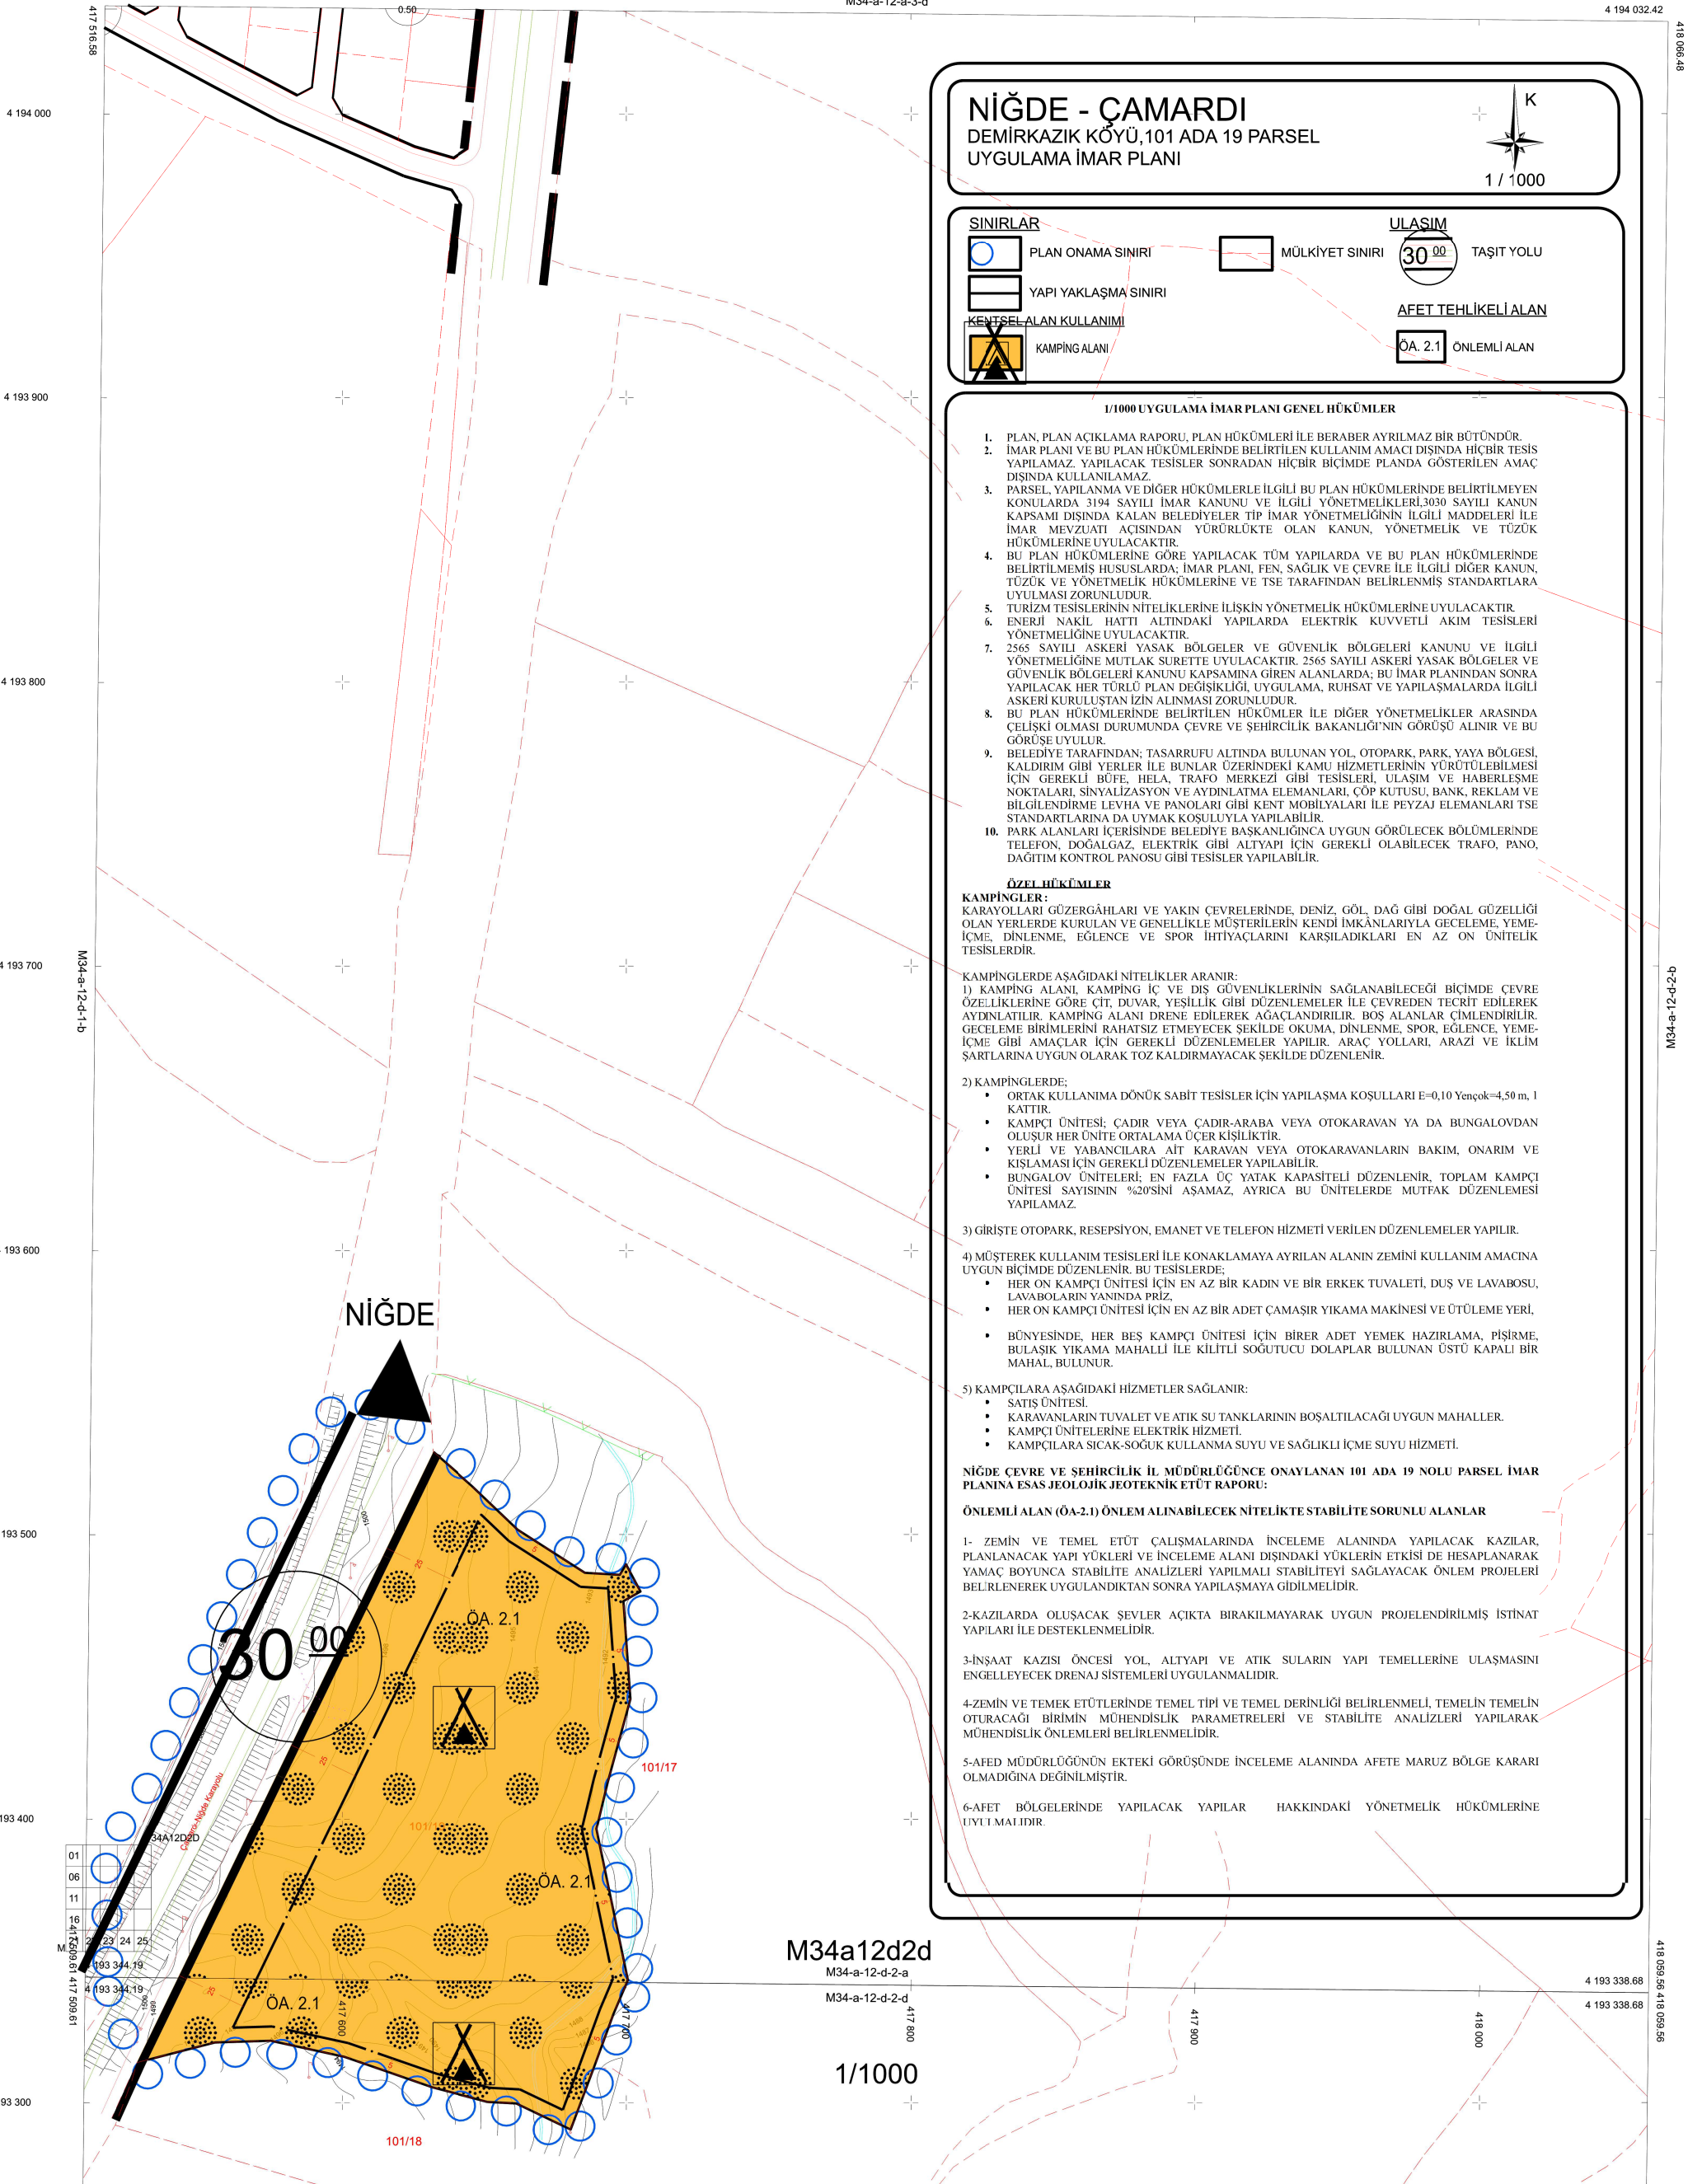 M34-a-12-a-3-d
4 194 032.42
417 516.58
418 066.48
0.50
4 194 000
NİĞDE - ÇAMARDI
DEMİRKAZIK KÖYÜ,101 ADA 19 PARSEL
UYGULAMA İMAR PLANI
K
1 / 1000
SINIRLAR
PLAN ONAMA SINIRI
YAPI YAKLAŞMA SINIRI
MÜLKİYET SINIRI
ULAŞIM
30 00
TAŞIT YOLU
KENTSEL ALAN KULLANIMI
KAMPİNG ALANI
AFET TEHLİKELİ ALAN
ÖA. 2.1
ÖNLEMLİ ALAN
4 193 900
1/1000 UYGULAMA İMAR PLANI GENEL HÜKÜMLER
1. PLAN, PLAN AÇIKLAMA RAPORU, PLAN HÜKÜMLERİ İLE BERABER AYRILMAZ BİR BÜTÜNDÜR.
2. İMAR PLANI VE BU PLAN HÜKÜMLERİNDE BELİRTİLEN KULLANIM AMACI DIŞINDA HİÇBİR TESİS
YAPILAMAZ. YAPILACAK TESİSLER SONRADAN HİÇBİR BİÇİMDE PLANDA GÖSTERİLEN AMAÇ
DIŞINDA KULLANILAMAZ.
3. PARSEL, YAPILANMA VE DİĞER HÜKÜMLERLE İLGİLİ BU PLAN HÜKÜMLERİNDE BELİRTİLMEYEN
KONULARDA 3194 SAYILI İMAR KANUNU VE İLGİLİ YÖNETMELİKLERİ,3030 SAYILI KANUN
KAPSAMI DIŞINDA KALAN BELEDİYELER TİP İMAR YÖNETMELİĞİNİN İLGİLİ MADDELERİ İLE
İMAR MEVZUATI AÇISINDAN YÜRÜRLÜKTE OLAN KANUN, YÖNETMELİK VE TÜZÜK
HÜKÜMLERİNE UYULACAKTIR.
4. BU PLAN HÜKÜMLERİNE GÖRE YAPILACAK TÜM YAPILARDA VE BU PLAN HÜKÜMLERİNDE
BELİRTİLMEMİŞ HUSUSLARDA; İMAR PLANI, FEN, SAĞLIK VE ÇEVRE İLE İLGİLİ DİĞER KANUN,
TÜZÜK VE YÖNETMELİK HÜKÜMLERİNE VE TSE TARAFINDAN BELİRLENMİŞ STANDARTLARA
UYULMASI ZORUNLUDUR.
5. TURİZM TESİSLERİNİN NİTELİKLERİNE İLİŞKİN YÖNETMELİK HÜKÜMLERİNE UYULACAKTIR.
6. ENERJİ NAKİL HATTI ALTINDAKİ YAPILARDA ELEKTRİK KUVVETLİ AKIM TESİSLERİ
YÖNETMELİĞİNE UYULACAKTIR.
7. 2565 SAYILI ASKERİ YASAK BÖLGELER VE GÜVENLİK BÖLGELERİ KANUNU VE İLGİLİ
YÖNETMELİĞİNE MUTLAK SURETTE UYULACAKTIR. 2565 SAYILI ASKERİ YASAK BÖLGELER VE
GÜVENLİK BÖLGELERİ KANUNU KAPSAMINA GİREN ALANLARDA; BU İMAR PLANINDAN SONRA
YAPILACAK HER TÜRLÜ PLAN DEĞİŞİKLİĞİ, UYGULAMA, RUHSAT VE YAPILAŞMALARDA İLGİLİ
ASKERİ KURULUŞTAN İZİN ALINMASI ZORUNLUDUR.
8. BU PLAN HÜKÜMLERİNDE BELİRTİLEN HÜKÜMLER İLE DİĞER YÖNETMELİKLER ARASINDA
ÇELİŞKİ OLMASI DURUMUNDA ÇEVRE VE ŞEHİRCİLİK BAKANLIĞI'NIN GÖRÜŞÜ ALINIR VE BU
GÖRÜŞE UYULUR.
9. BELEDİYE TARAFINDAN; TASARRUFU ALTINDA BULUNAN YOL, OTOPARK, PARK, YAYA BÖLGESİ,
KALDIRIM GİBİ YERLER İLE BUNLAR ÜZERİNDEKİ KAMU HİZMETLERİNİN YÜRÜTÜLEBİLMESİ
İÇİN GEREKLİ BÜFE, HELA, TRAFO MERKEZİ GİBİ TESİSLERİ, ULAŞIM VE HABERLEŞME
NOKTALARI, SİNYALİZASYON VE AYDINLATMA ELEMANLARI, ÇÖP KUTUSU, BANK, REKLAM VE
BİLGİLENDİRME LEVHA VE PANOLARI GİBİ KENT MOBİLYALARI İLE PEYZAJ ELEMANLARI TSE
STANDARTLARINA DA UYMAK KOŞULUYLA YAPILABİLİR.
10. PARK ALANLARI İÇERİSİNDE BELEDİYE BAŞKANLIĞINCA UYGUN GÖRÜLECEK BÖLÜMLERİNDE
TELEFON, DOĞALGAZ, ELEKTRİK GİBİ ALTYAPI İÇİN GEREKLİ OLABİLECEK TRAFO, PANO,
DAĞITIM KONTROL PANOSU GİBİ TESİSLER YAPILABİLİR.
ÖZEL HÜKÜMLER
KAMPİNGLER :
KARAYOLLARI GÜZERGÂHLARI VE YAKIN ÇEVRELERİNDE, DENİZ, GÖL, DAĞ GİBİ DOĞAL GÜZELLİĞİ
OLAN YERLERDE KURULAN VE GENELLİKLE MÜŞTERİLERİN KENDİ İMKÂNLARIYLA GECELEME, YEME-
İÇME, DİNLENME, EĞLENCE VE SPOR İHTİYAÇLARINI KARŞILADIKLARI EN AZ ON ÜNİTELİK
TESİSLERDİR.
KAMPİNGLERDE AŞAĞIDAKİ NİTELİKLER ARANIR:
1) KAMPİNG ALANI, KAMPİNG İÇ VE DIŞ GÜVENLİKLERİNİN SAĞLANABİLECEĞİ BİÇİMDE ÇEVRE
ÖZELLİKLERİNE GÖRE ÇİT, DUVAR, YEŞİLLİK GİBİ DÜZENLEMELER İLE ÇEVREDEN TECRİT EDİLEREK
AYDINLATILIR. KAMPİNG ALANI DRENE EDİLEREK AĞAÇLANDIRILIR. BOŞ ALANLAR ÇİMLENDİRİLİR.
GECELEME BİRİMLERİNİ RAHATSIZ ETMEYECEK ŞEKİLDE OKUMA, DİNLENME, SPOR, EĞLENCE, YEME-
İÇME GİBİ AMAÇLAR İÇİN GEREKLİ DÜZENLEMELER YAPILIR. ARAÇ YOLLARI, ARAZİ VE İKLİM
ŞARTLARINA UYGUN OLARAK TOZ KALDIRMAYACAK ŞEKİLDE DÜZENLENİR.
2) KAMPİNGLERDE;
• ORTAK KULLANIMA DÖNÜK SABİT TESİSLER İÇİN YAPILAŞMA KOŞULLARI E=0,10 Yençok=4,50 m, 1
KATTIR.
• KAMPÇI ÜNİTESİ; ÇADIR VEYA ÇADIR-ARABA VEYA OTOKARAVAN YA DA BUNGALOVDAN
OLUŞUR HER ÜNİTE ORTALAMA ÜÇER KİŞİLİKTİR.
• YERLİ VE YABANCILARA AİT KARAVAN VEYA OTOKARAVANLARIN BAKIM, ONARIM VE
KIŞLAMASI İÇİN GEREKLİ DÜZENLEMELER YAPILABİLİR.
• BUNGALOV ÜNİTELERİ; EN FAZLA ÜÇ YATAK KAPASİTELİ DÜZENLENİR, TOPLAM KAMPÇI
ÜNİTESİ SAYISININ %20'SİNİ AŞAMAZ, AYRICA BU ÜNİTELERDE MUTFAK DÜZENLEMESİ
YAPILAMAZ.
3) GİRİŞTE OTOPARK, RESEPSİYON, EMANET VE TELEFON HİZMETİ VERİLEN DÜZENLEMELER YAPILIR.
4) MÜŞTEREK KULLANIM TESİSLERİ İLE KONAKLAMAYA AYRILAN ALANIN ZEMİNİ KULLANIM AMACINA
UYGUN BİÇİMDE DÜZENLENİR. BU TESİSLERDE;
• HER ON KAMPÇI ÜNİTESİ İÇİN EN AZ BİR KADIN VE BİR ERKEK TUVALETİ, DUŞ VE LAVABOSU,
LAVABOLARIN YANINDA PRİZ,
• HER ON KAMPÇI ÜNİTESİ İÇİN EN AZ BİR ADET ÇAMAŞIR YIKAMA MAKİNESİ VE ÜTÜLEME YERİ,
• BÜNYESİNDE, HER BEŞ KAMPÇI ÜNİTESİ İÇİN BİRER ADET YEMEK HAZIRLAMA, PİŞİRME,
BULAŞIK YIKAMA MAHALLİ İLE KİLİTLİ SOĞUTUCU DOLAPLAR BULUNAN ÜSTÜ KAPALI BİR
MAHAL, BULUNUR.
5) KAMPÇILARA AŞAĞIDAKİ HİZMETLER SAĞLANIR:
• SATIŞ ÜNİTESİ.
• KARAVANLARIN TUVALET VE ATIK SU TANKLARININ BOŞALTILACAĞI UYGUN MAHALLER.
• KAMPÇI ÜNİTELERİNE ELEKTRİK HİZMETİ.
• KAMPÇILARA SICAK-SOĞUK KULLANMA SUYU VE SAĞLIKLI İÇME SUYU HİZMETİ.
NİĞDE ÇEVRE VE ŞEHİRCİLİK İL MÜDÜRLÜĞÜNCE ONAYLANAN 101 ADA 19 NOLU PARSEL İMAR
PLANINA ESAS JEOLOJİK JEOTEKNİK ETÜT RAPORU:
ÖNLEMLİ ALAN (ÖA-2.1) ÖNLEM ALINABİLECEK NİTELİKTE STABİLİTE SORUNLU ALANLAR
1- ZEMİN VE TEMEL ETÜT ÇALIŞMALARINDA İNCELEME ALANINDA YAPILACAK KAZILAR,
PLANLANACAK YAPI YÜKLERİ VE İNCELEME ALANI DIŞINDAKİ YÜKLERİN ETKİSİ DE HESAPLANARAK
YAMAÇ BOYUNCA STABİLİTE ANALİZLERİ YAPILMALI STABİLİTEYİ SAĞLAYACAK ÖNLEM PROJELERİ
BELİRLENEREK UYGULANDIKTAN SONRA YAPILAŞMAYA GİDİLMELİDİR.
2-KAZILARDA OLUŞACAK ŞEVLER AÇIKTA BIRAKILMAYARAK UYGUN PROJELENDİRİLMİŞ İSTİNAT
YAPILARI İLE DESTEKLENMELİDİR.
3-İNŞAAT KAZISI ÖNCESİ YOL, ALTYAPI VE ATIK SULARIN YAPI TEMELLERİNE ULAŞMASINI
ENGELLEYECEK DRENAJ SİSTEMLERİ UYGULANMALIDIR.
4-ZEMİN VE TEMEK ETÜTLERİNDE TEMEL TİPİ VE TEMEL DERİNLİĞİ BELİRLENMELİ, TEMELİN TEMELİN
OTURACAĞI BİRİMİN MÜHENDİSLİK PARAMETRELERİ VE STABİLİTE ANALİZLERİ YAPILARAK
MÜHENDİSLİK ÖNLEMLERİ BELİRLENMELİDİR.
5-AFED MÜDÜRLÜĞÜNÜN EKTEKİ GÖRÜŞÜNDE İNCELEME ALANINDA AFETE MARUZ BÖLGE KARARI
OLMADIĞINA DEĞİNİLMİŞTİR.
6-AFET BÖLGELERİNDE YAPILACAK YAPILAR HAKKINDAKİ YÖNETMELİK HÜKÜMLERİNE
UYULMALIDIR.
4 193 800
4 193 700
M34-a-12-d-1-b
M34-a-12-d-2-b
193 600
NİĞDE
193 500
1500
25
5
ÖA. 2.1
30 00
25
101/17
193 400
Çamardı-Niğde Karayolu
34A12D2D
ÖA. 2.1
01
06
11
16
23 24 25
4 193 344.19
4 193 344.19
417 509.61 417 509.61
25
ÖA. 2.1
417 600
417 700
M34a12d2d
M34-a-12-d-2-a
M34-a-12-d-2-d
417 800
417 900
418 000
4 193 338.68
4 193 338.68
418 059.56 418 059.56
1/1000
93 300
101/18